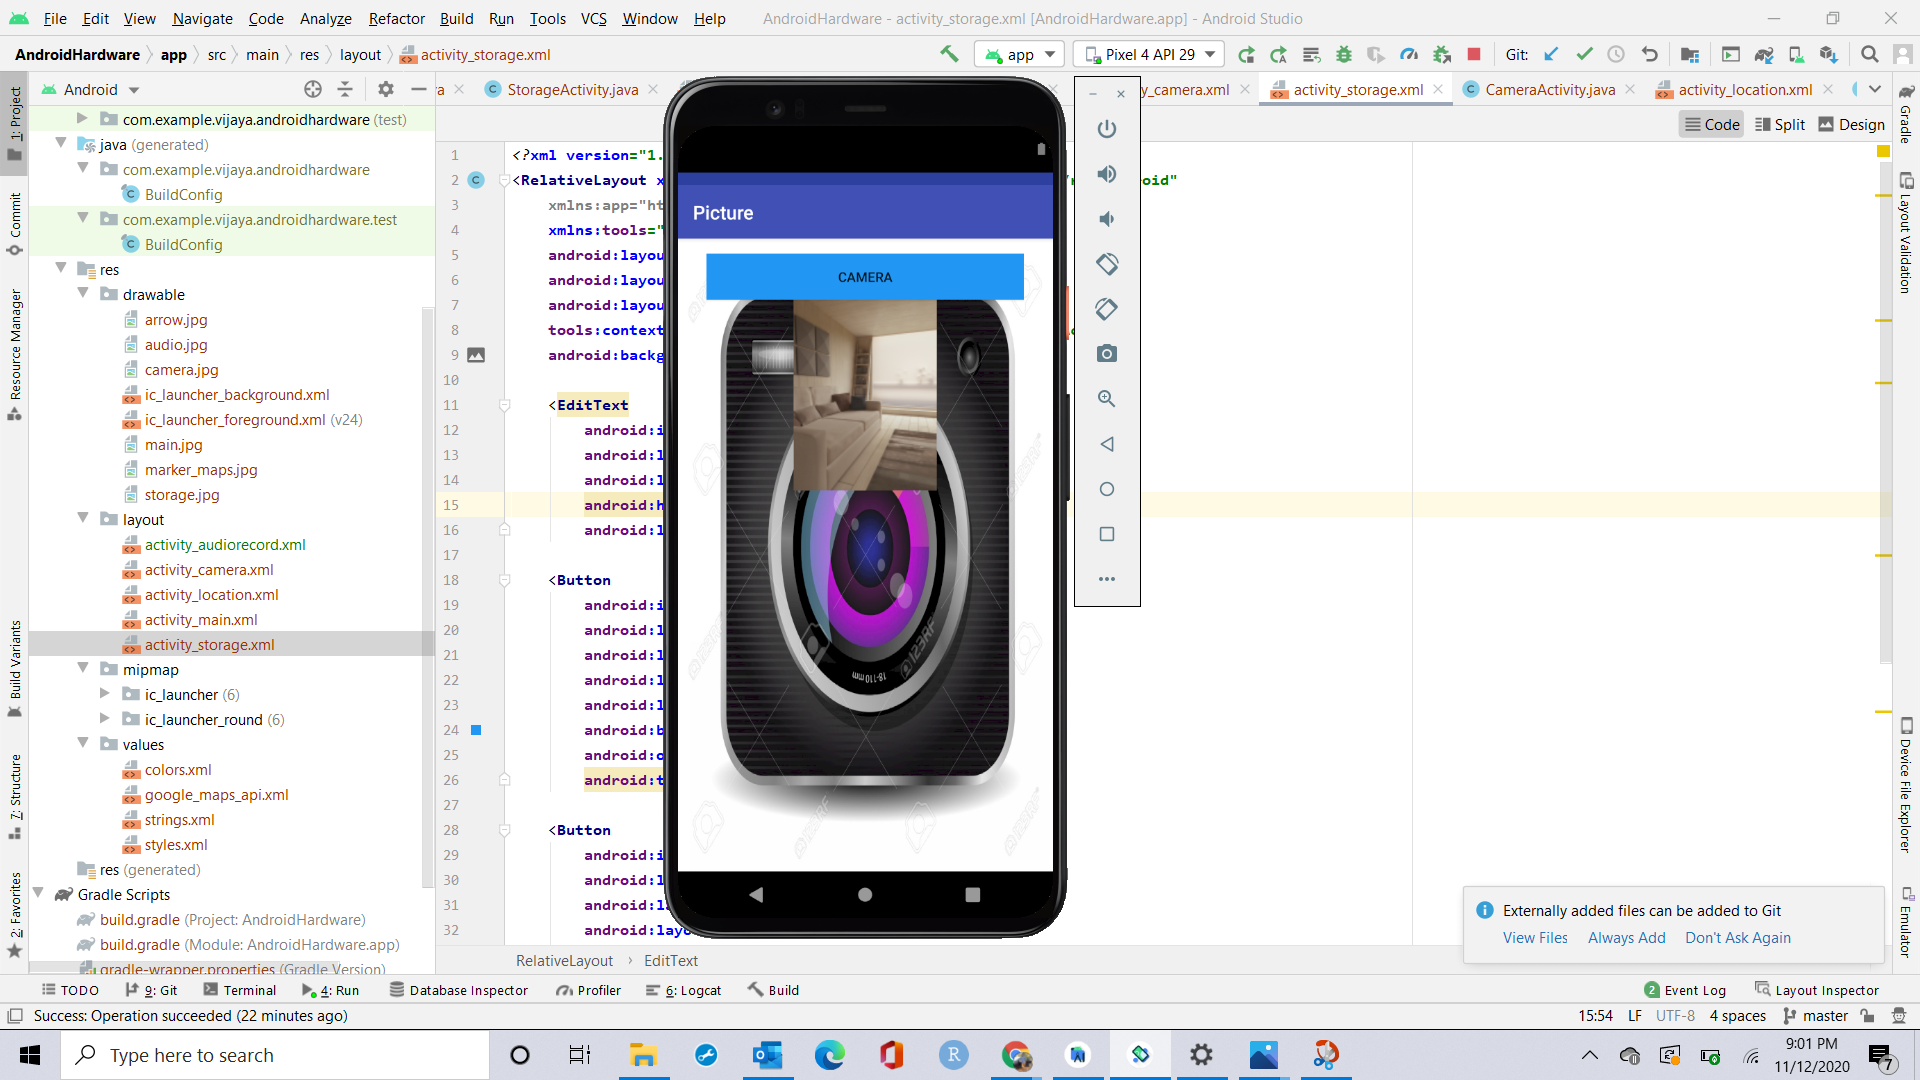 File Edit View Navigate Code Analyze Refactor Build Run Tools VCS Window Help AndroidHardware - activity_storage.xml [AndroidHardware.app] - Android Studio
AndroidHardware app src main res layout activity_storage.xml app Pixel 4 API 29 Git:
Android
StorageActivity.java
y_camera.xml
activity_storage.xml
CameraActivity.java
activity_location.xml
Code Split Design
1: Project
Commit
Resource Manager
Build Variants
7: Structure
2: Favorites
com.example.vijaya.androidhardware (test)
java (generated)
com.example.vijaya.androidhardware
BuildConfig
com.example.vijaya.androidhardware.test
BuildConfig
res
drawable
arrow.jpg
audio.jpg
camera.jpg
ic_launcher_background.xml
ic_launcher_foreground.xml (v24)
main.jpg
marker_maps.jpg
storage.jpg
layout
activity_audiorecord.xml
activity_camera.xml
activity_location.xml
activity_main.xml
activity_storage.xml
mipmap
ic_launcher (6)
ic_launcher_round (6)
values
colors.xml
google_maps_api.xml
strings.xml
styles.xml
res (generated)
Gradle Scripts
build.gradle (Project: AndroidHardware)
build.gradle (Module: AndroidHardware.app)
gradle-wrapper.properties (Gradle Version)
1 <?xml version="1.
2 <RelativeLayout x oid"
3 xmlns:app="ht
4 xmlns:tools="
5 android:layou
6 android:layou
7 android:layou
8 tools:context
9 android:backg
10
11 <EditText
12 android:i
13 android:l
14 android:l
15 android:h
16 android:l
17
18 <Button
19 android:i
20 android:l
21 android:l
22 android:l
23 android:l
24 android:b
25 android:o
26 android:t
27
28 <Button
29 android:i
30 android:l
31 android:la
32 android:layo
Picture
CAMERA
18-110mm
@123RF
RelativeLayout EditText
Gradle
Layout Validation
Device File Explorer
Emulator
Externally added files can be added to Git
View Files Always Add Don't Ask Again
TODO 9: Git Terminal 4: Run Database Inspector Profiler 6: Logcat Build 2 Event Log Layout Inspector
Success: Operation succeeded (22 minutes ago) 15:54 LF UTF-8 4 spaces master
Type here to search
9:01 PM
11/12/2020
7